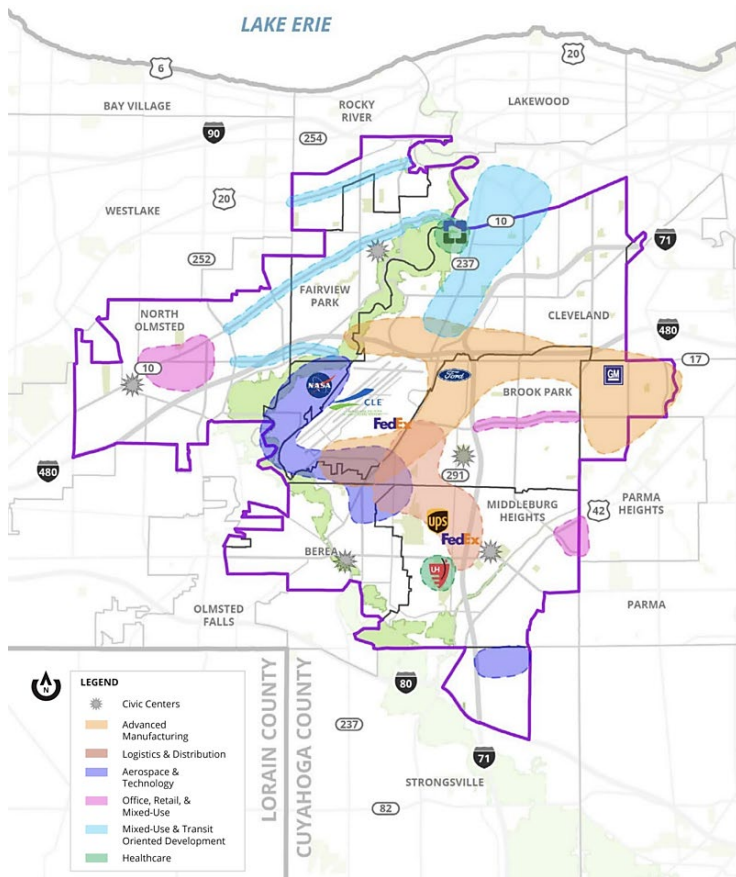 LAKE ERIE
6
20
BAY VILLAGE
ROCKY
RIVER
LAKEWOOD
90
254
WESTLAKE
20
10
237
71
252
FAIRVIEW
PARK
NORTH
OLMSTED
CLEVELAND
480
17
10
NASA
CLE
Ford
GM
BROOK PARK
FedEx
480
291
MIDDLEBURG
HEIGHTS
42
PARMA
HEIGHTS
ups
FedEx
BEREA
UH
OLMSTED
FALLS
PARMA
N
LEGEND
Civic Centers
Advanced
Manufacturing
Logistics & Distribution
Aerospace &
Technology
Office, Retail, &
Mixed-Use
Mixed-Use & Transit
Oriented Development
Healthcare
LORAIN COUNTY
CUYAHOGA COUNTY
80
237
71
STRONGSVILLE
82